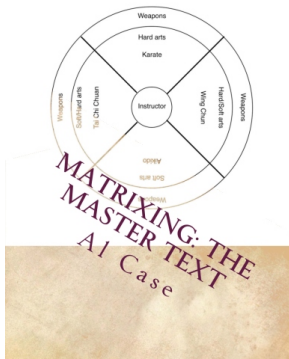 Weapons
Hard arts
Karate
Weapons
Soft/Hard arts
Tai Chi Chuan
Instructor
Wing Chun
Hard/Soft arts
Weapons
Aikido
Soft arts
Weapons
MATRIXING: THE
MASTER TEXT
Al Case